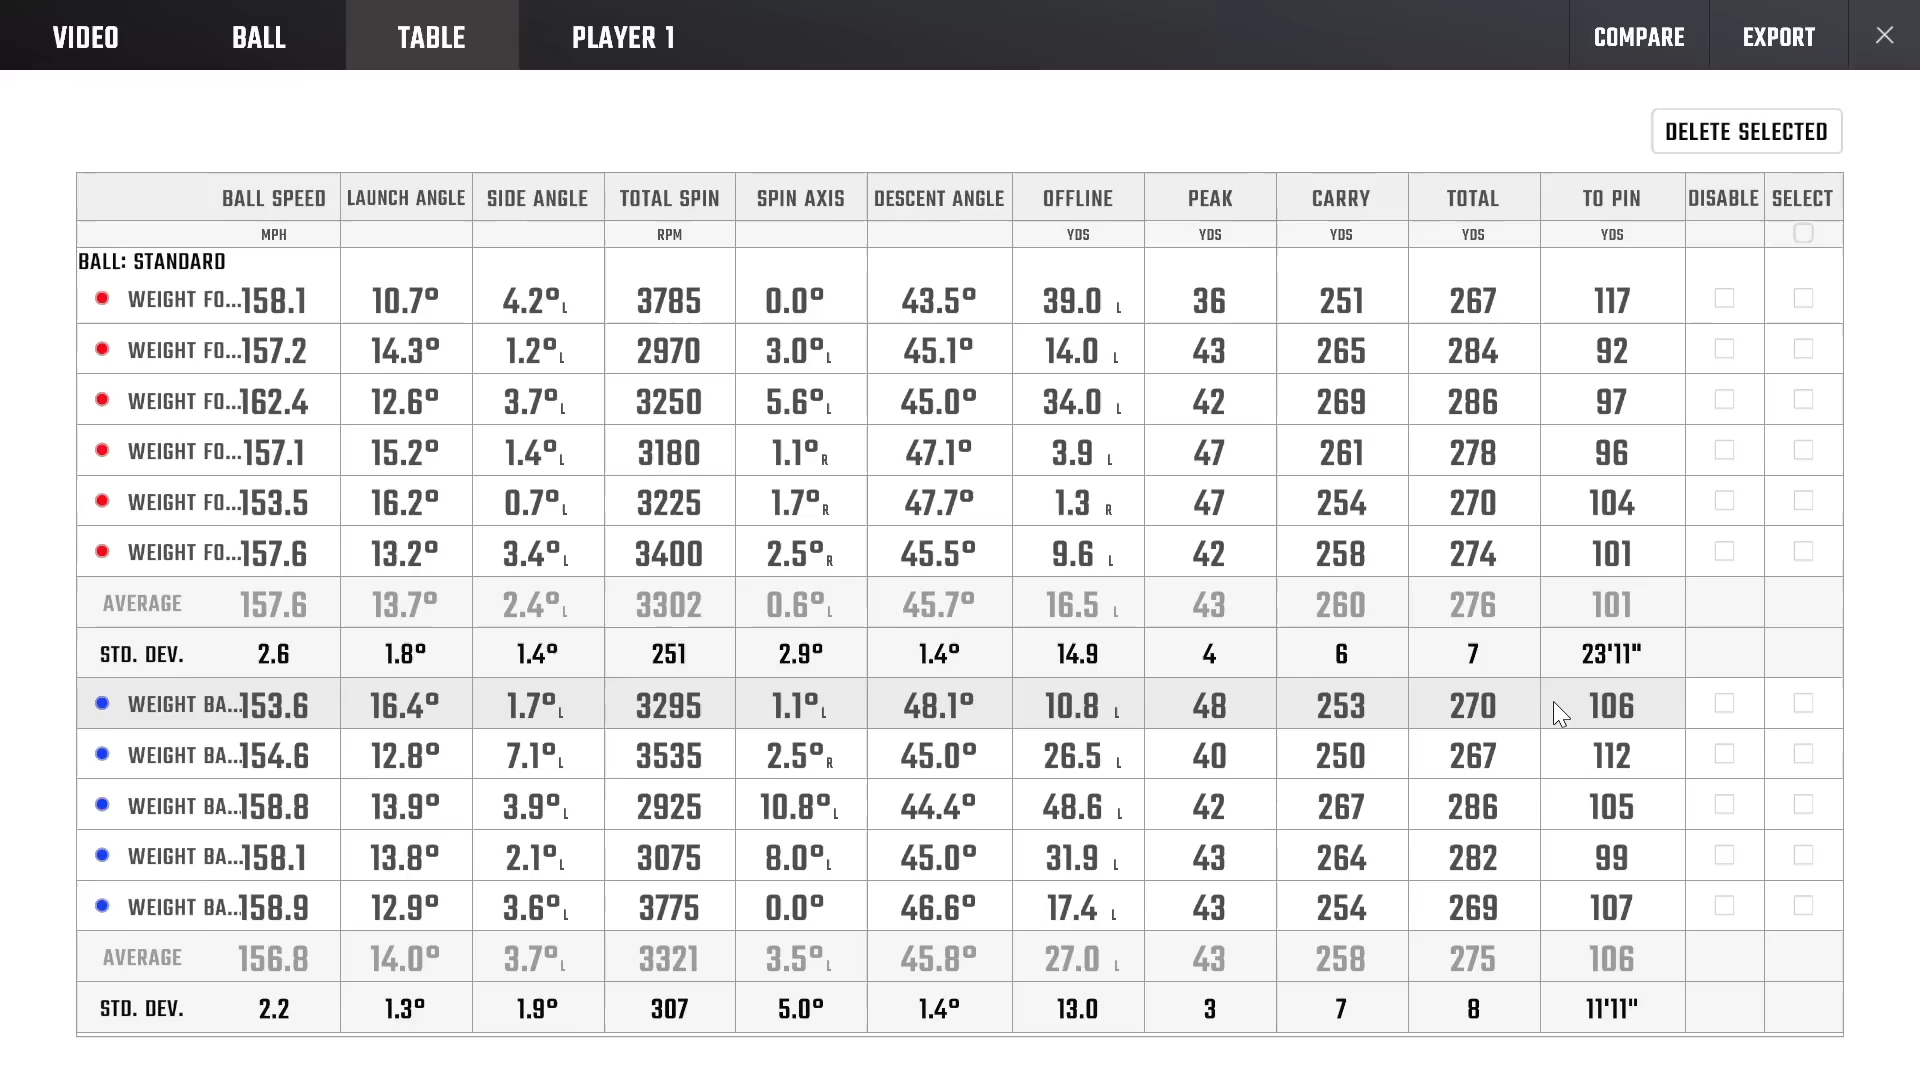 VIDEO BALL TABLE PLAYER 1 COMPARE EXPORT
DELETE SELECTED
BALL SPEED LAUNCH ANGLE SIDE ANGLE TOTAL SPIN SPIN AXIS DESCENT ANGLE OFFLINE PEAK CARRY TOTAL TO PIN DISABLE SELECT
MPH RPM YDS YDS YDS YDS YDS
BALL: STANDARD
WEIGHT FO...158.1 10.7° 4.2° L 3785 0.0° 43.5° 39.0 L 36 251 267 117
WEIGHT FO...157.2 14.3° 1.2° L 2970 3.0° L 45.1° 14.0 L 43 265 284 92
WEIGHT FO...162.4 12.6° 3.7° L 3250 5.6° L 45.0° 34.0 L 42 269 286 97
WEIGHT FO...157.1 15.2° 1.4° L 3180 1.1° R 47.1° 3.9 L 47 261 278 96
WEIGHT FO...153.5 16.2° 0.7° L 3225 1.7° R 47.7° 1.3 R 47 254 270 104
WEIGHT FO...157.6 13.2° 3.4° L 3400 2.5° R 45.5° 9.6 L 42 258 274 101
AVERAGE 157.6 13.7° 2.4° L 3302 0.6° L 45.7° 16.5 L 43 260 276 101
STD. DEV. 2.6 1.8° 1.4° 251 2.9° 1.4° 14.9 4 6 7 23'11"
WEIGHT BA...153.6 16.4° 1.7° L 3295 1.1° L 48.1° 10.8 L 48 253 270 106
WEIGHT BA...154.6 12.8° 7.1° L 3535 2.5° R 45.0° 26.5 L 40 250 267 112
WEIGHT BA...158.8 13.9° 3.9° L 2925 10.8° L 44.4° 48.6 L 42 267 286 105
WEIGHT BA...158.1 13.8° 2.1° L 3075 8.0° L 45.0° 31.9 L 43 264 282 99
WEIGHT BA...158.9 12.9° 3.6° L 3775 0.0° 46.6° 17.4 L 43 254 269 107
AVERAGE 156.8 14.0° 3.7° L 3321 3.5° L 45.8° 27.0 L 43 258 275 106
STD. DEV. 2.2 1.3° 1.9° 307 5.0° 1.4° 13.0 3 7 8 11'11"